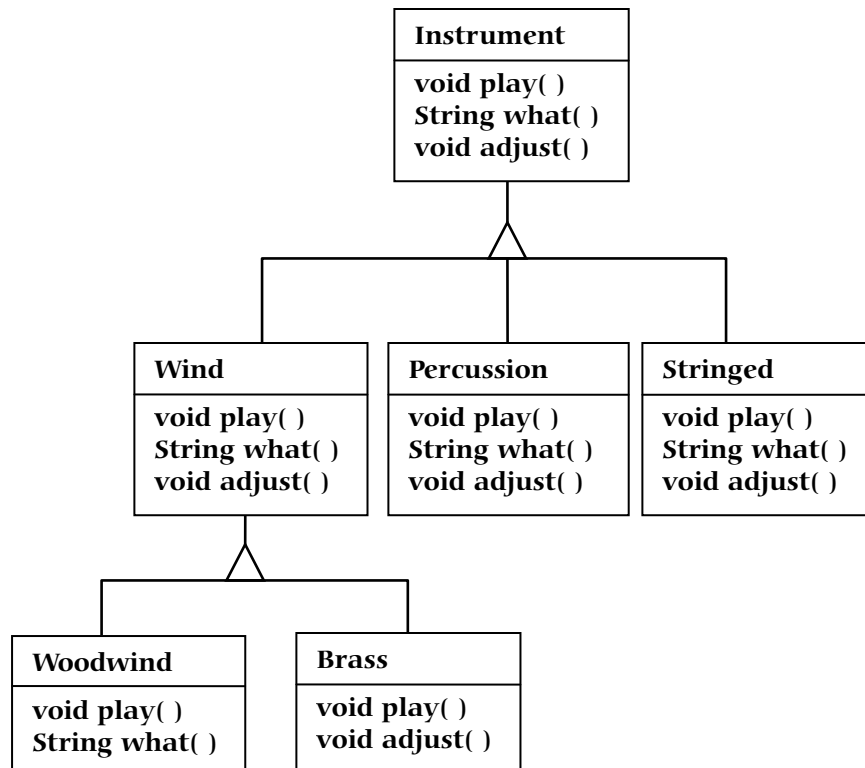 Instrument
void play( )
String what( )
void adjust( )
Wind
void play( )
String what( )
void adjust( )
Percussion
void play( )
String what( )
void adjust( )
Stringed
void play( )
String what( )
void adjust( )
Woodwind
void play( )
String what( )
Brass
void play( )
void adjust( )